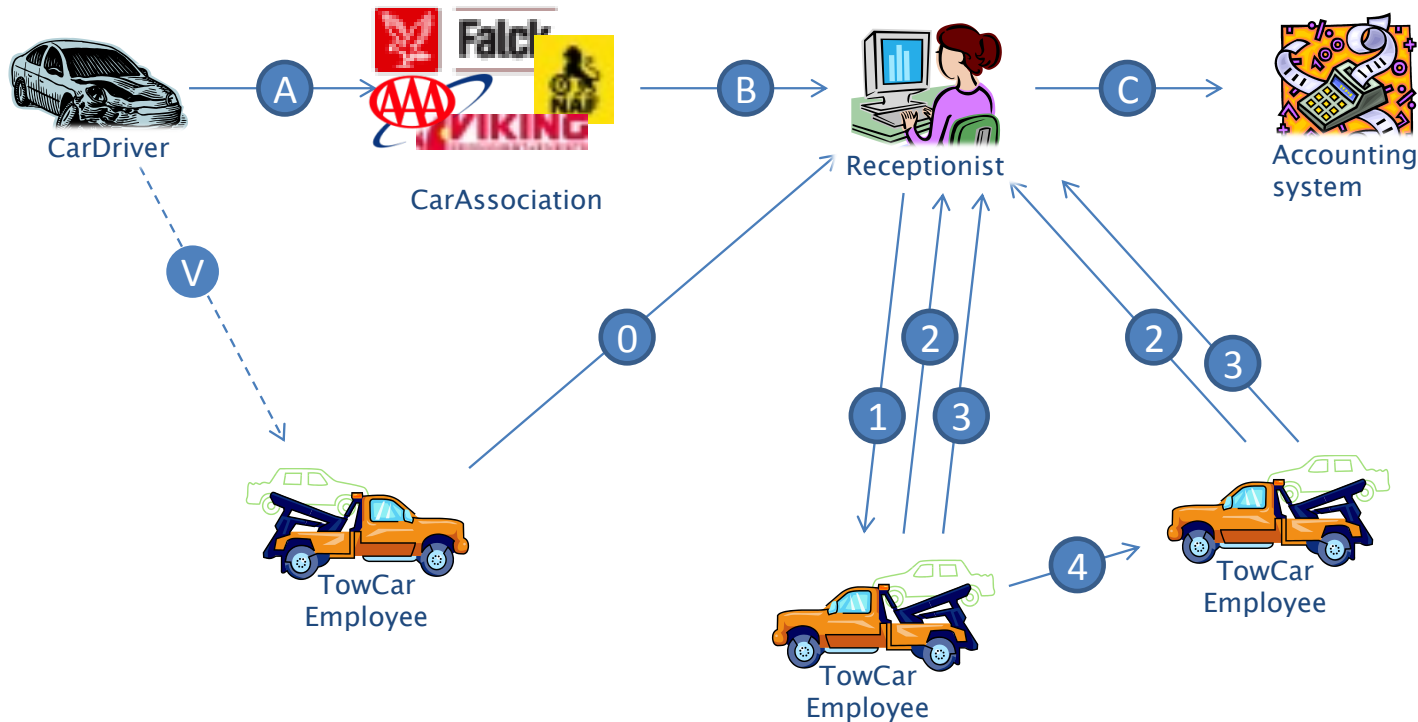 Falck
NAF
AAA
VIKING
A
B
C
CarDriver
CarAssociation
Receptionist
Accounting
system
V
0
1
2
3
2
3
4
TowCar
Employee
TowCar
Employee
TowCar
Employee